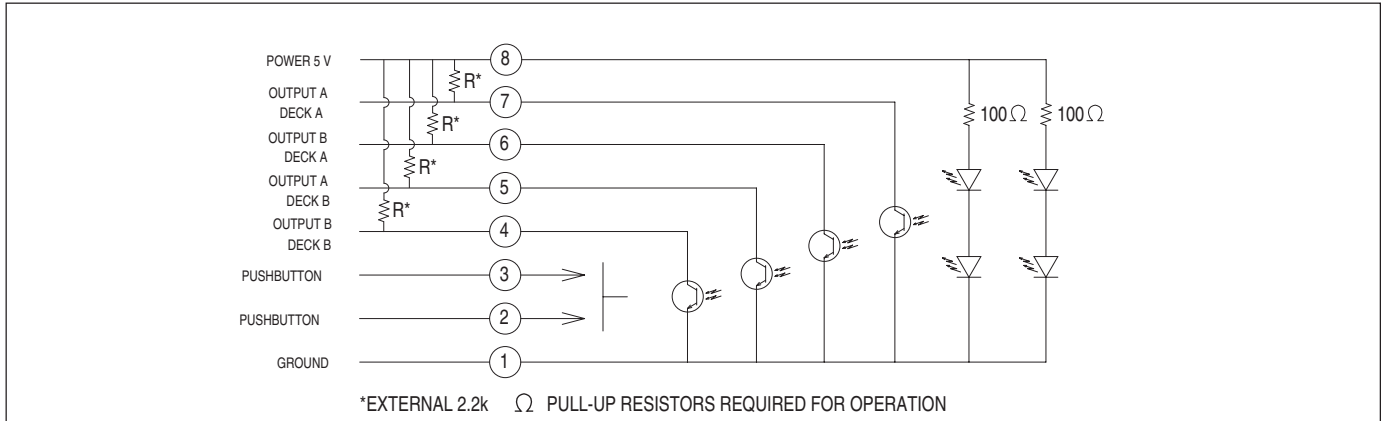 POWER 5 V
8
R*
OUTPUT A
DECK A
7
100Ω
100Ω
R*
OUTPUT B
DECK A
6
R*
OUTPUT A
DECK B
5
R*
OUTPUT B
DECK B
4
PUSHBUTTON
3
PUSHBUTTON
2
GROUND
1
*EXTERNAL 2.2k Ω PULL-UP RESISTORS REQUIRED FOR OPERATION